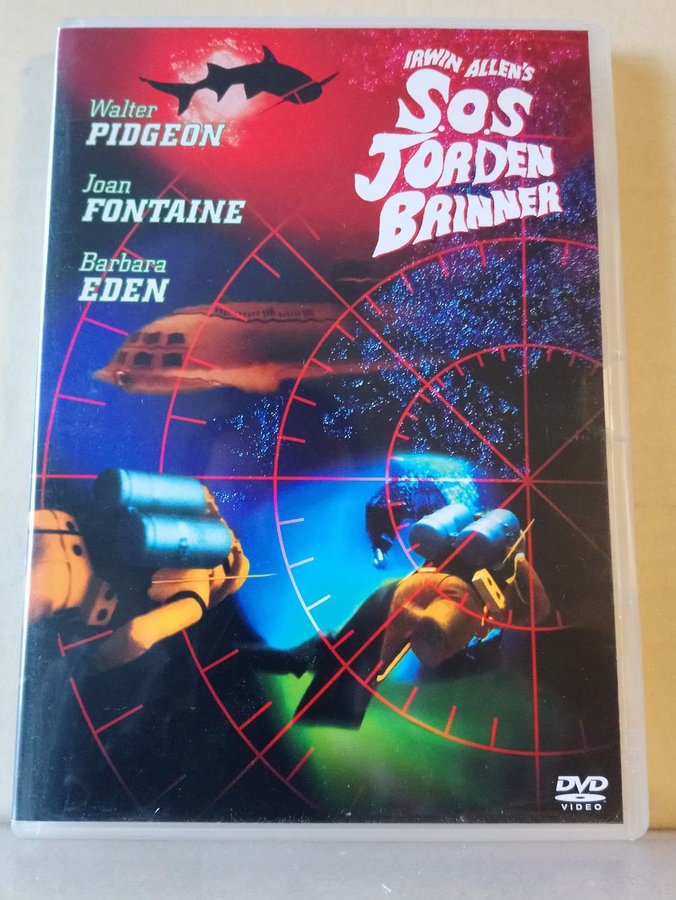 IRWIN ALLEN'S
S.O.S
JORDEN
BRINNER
Walter
PIDGEON
Joan
FONTAINE
Barbara
EDEN
DVD
VIDEO